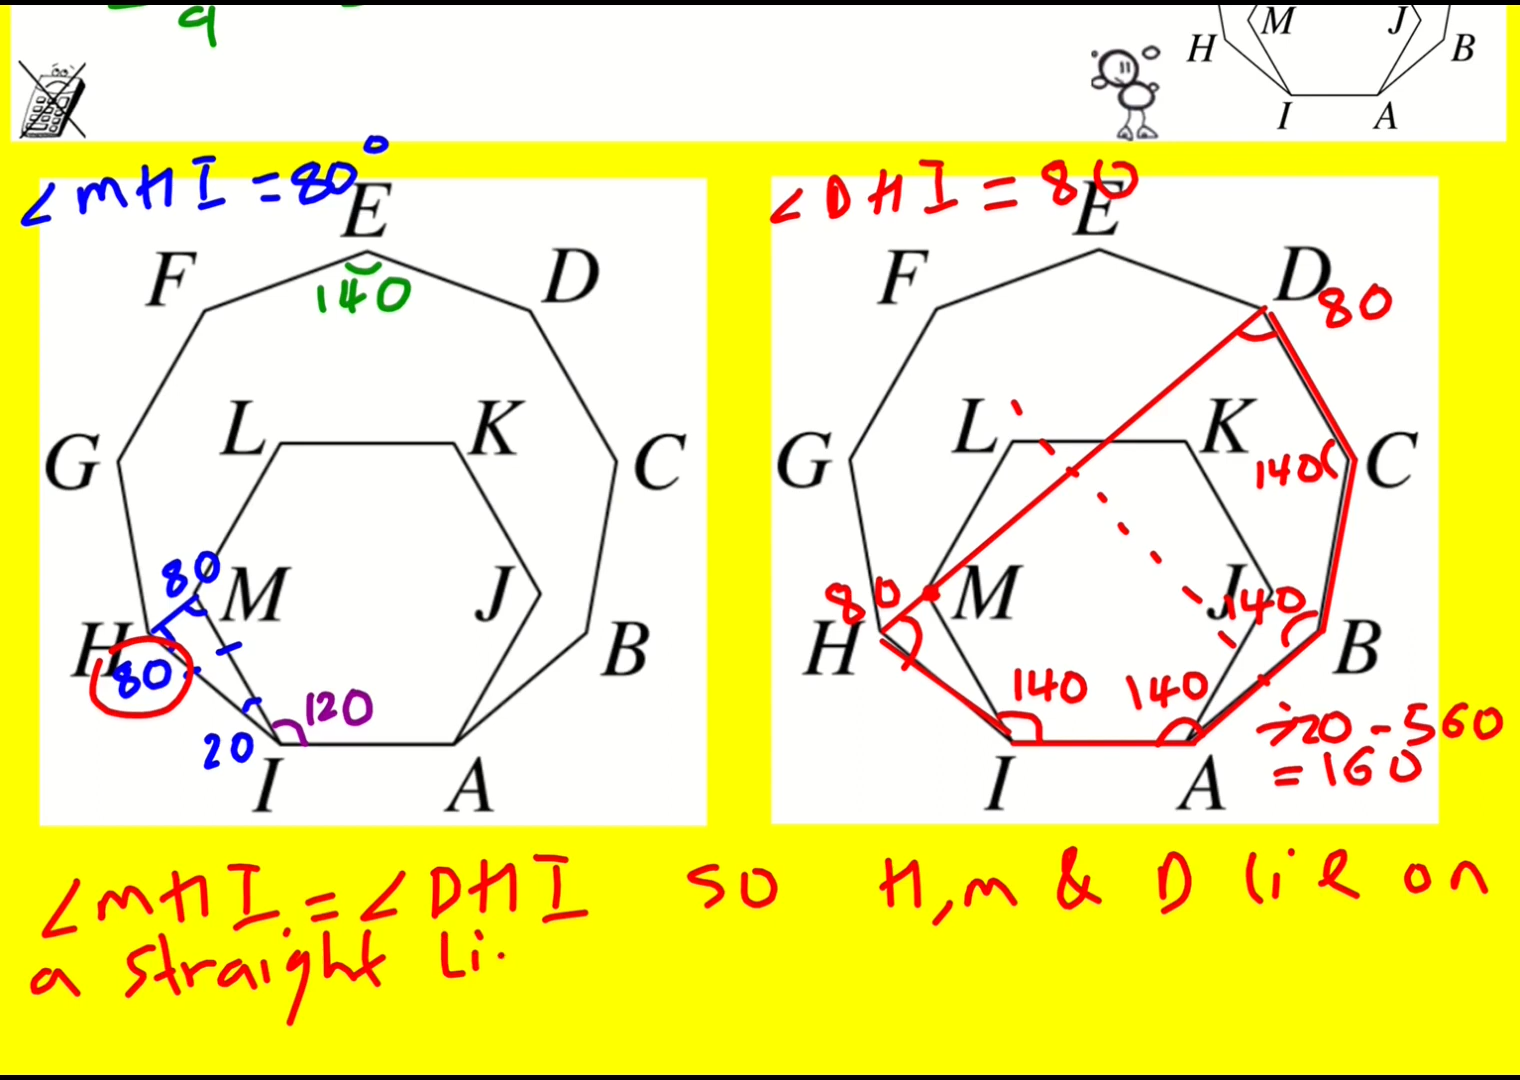 9
M J
H B
I A
∠mHI = 80°
∠DHI = 80
E
F D
140
L K
G C
80
M J
H B
80
120
20
I A
E
F D
80
L K
G C
140
80 M J 140
H B
140 140
720 - 560
= 160
I A
∠mHI = ∠DHI so H, m & D lie on
a straight Li.